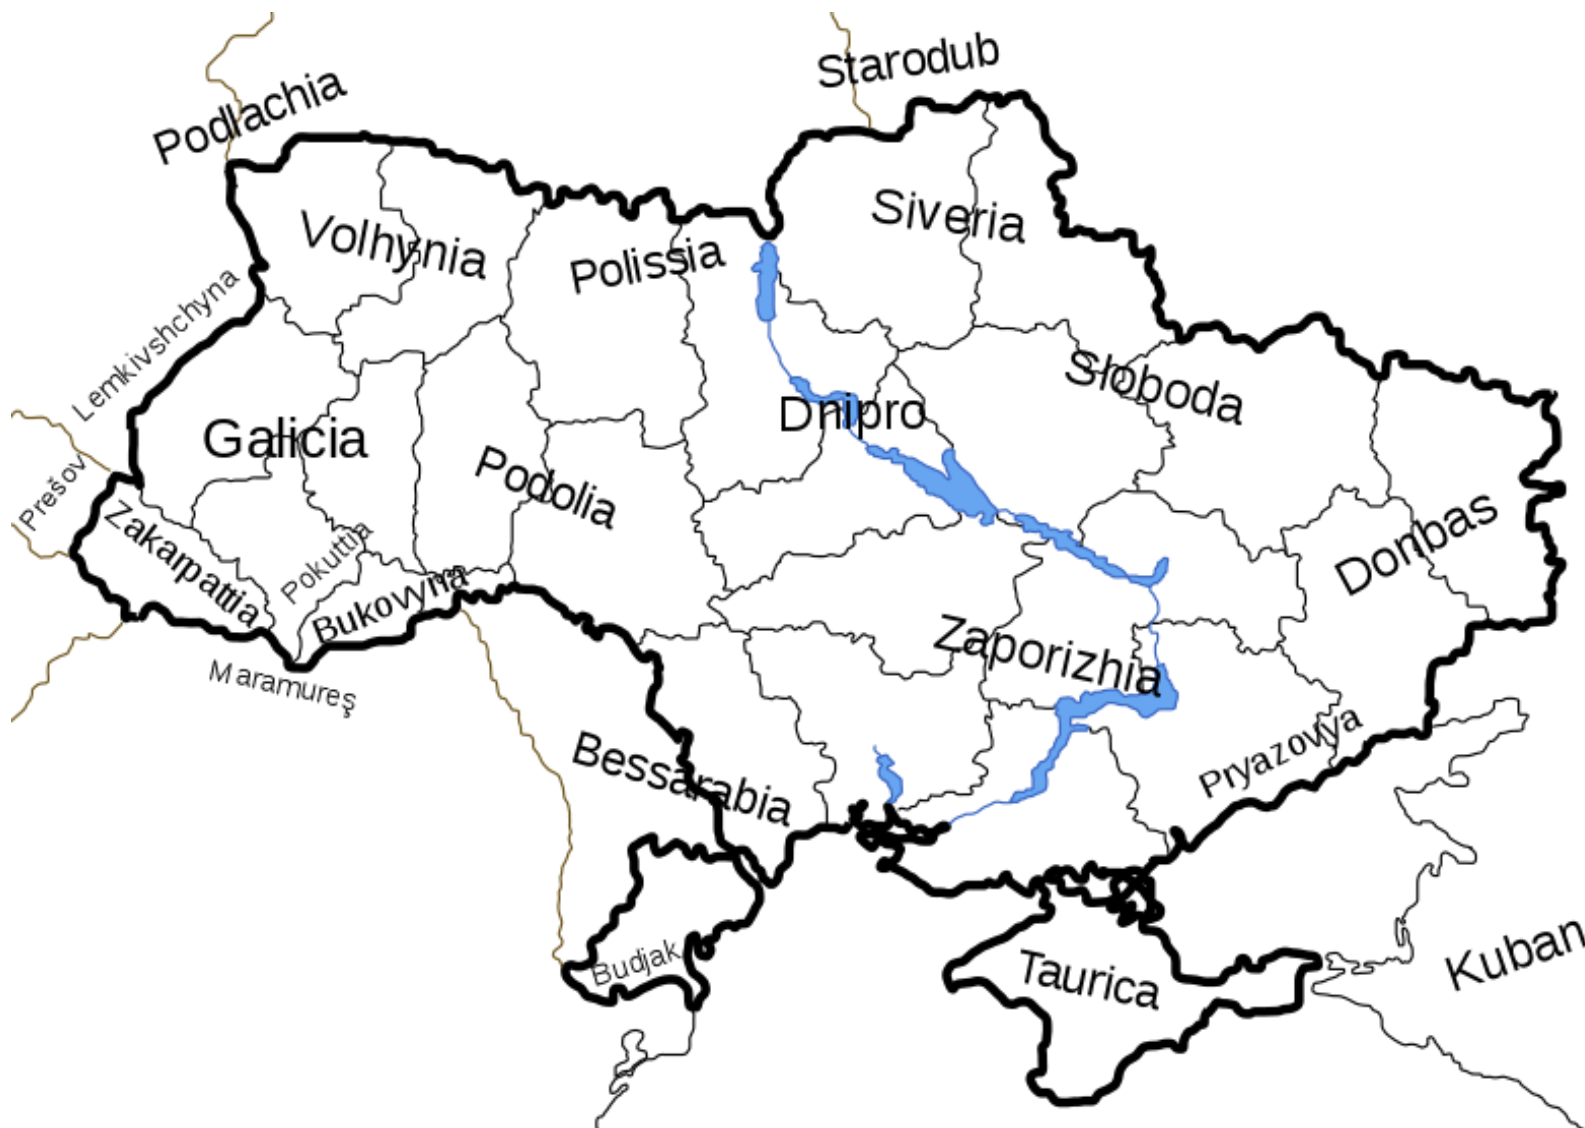 Starodub
Podlachia
Siveria
Volhynia
Polissia
Lemkivshchyna
Słoboda
Dnipro
Galicia
Prešov
Podolia
Zakarpattia
Pokuttia
Donbas
Bukovyna
Zaporizhia
Maramureş
Bessarabia
Pryazovya
Budjak
Taurica
Kuban